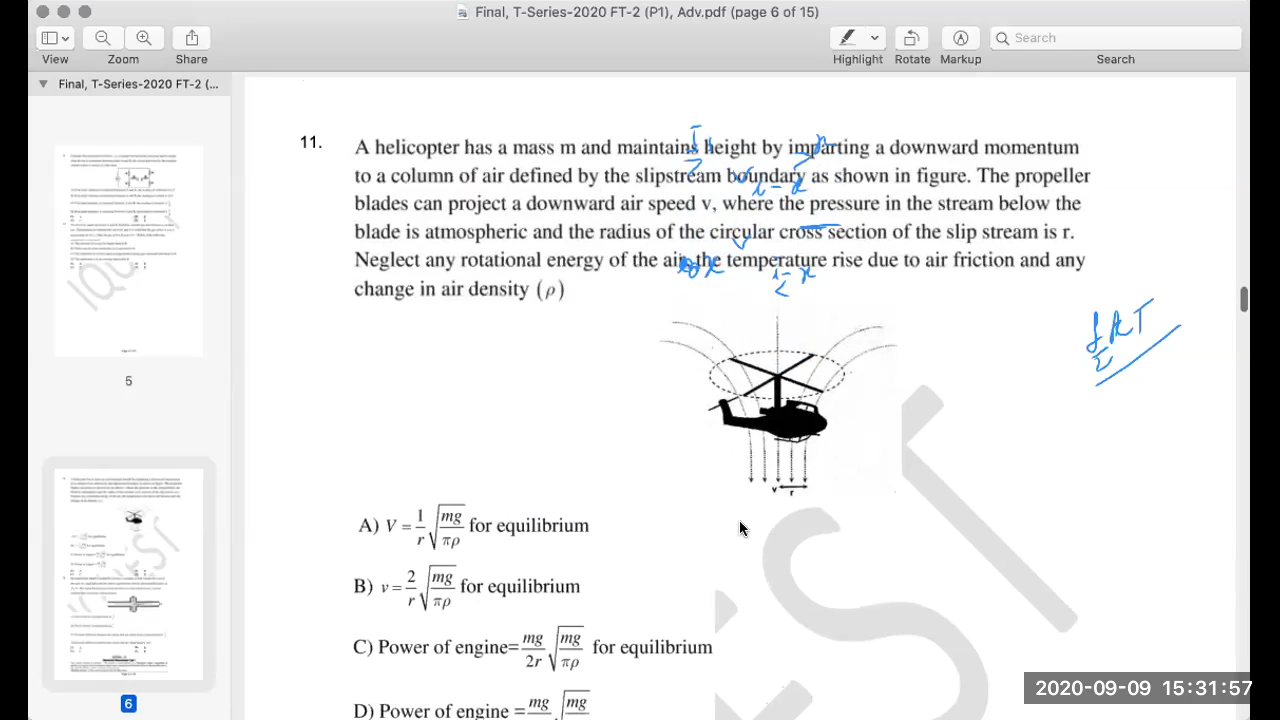 Final, T-Series-2020 FT-2 (P1), Adv.pdf (page 6 of 15)
View
Zoom
Share
Highlight
Rotate
Markup
Search
Search
Final, T-Series-2020 FT-2 (...
5
6
11.
A helicopter has a mass m and maintains height by imparting a downward momentum
to a column of air defined by the slipstream boundary as shown in figure. The propeller
blades can project a downward air speed v, where the pressure in the stream below the
blade is atmospheric and the radius of the circular cross section of the slip stream is r.
Neglect any rotational energy of the air, the temperature rise due to air friction and any
change in air density (ρ)
v
r
A) V = 1/r √(mg/πρ) for equilibrium
B) v = 2/r √(mg/πρ) for equilibrium
C) Power of engine= mg/2r √(mg/πρ) for equilibrium
D) Power of engine = mg √mg
2020-09-09 15:31:57